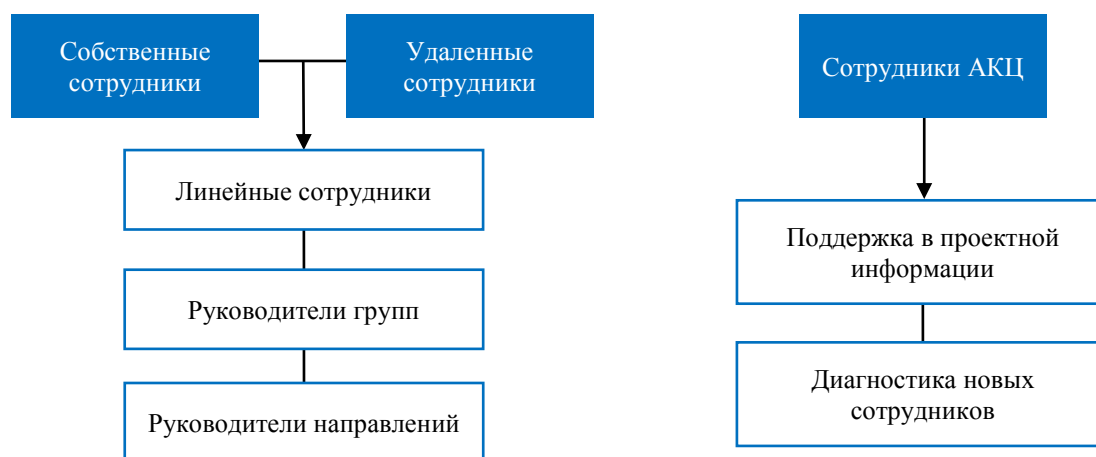 Собственные
сотрудники
Удаленные
сотрудники
Сотрудники АКЦ
Линейные сотрудники
Руководители групп
Руководители направлений
Поддержка в проектной
информации
Диагностика новых
сотрудников